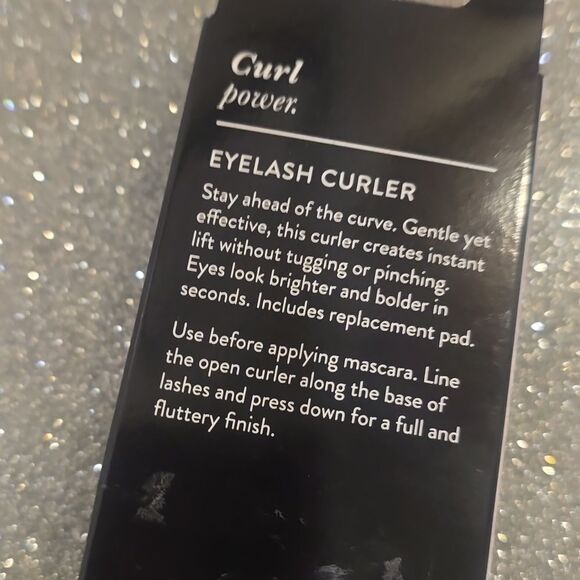 Curl
power.
EYELASH CURLER
Stay ahead of the curve. Gentle yet
effective, this curler creates instant
lift without tugging or pinching.
Eyes look brighter and bolder in
seconds. Includes replacement pad.
Use before applying mascara. Line
the open curler along the base of
lashes and press down for a full and
fluttery finish.